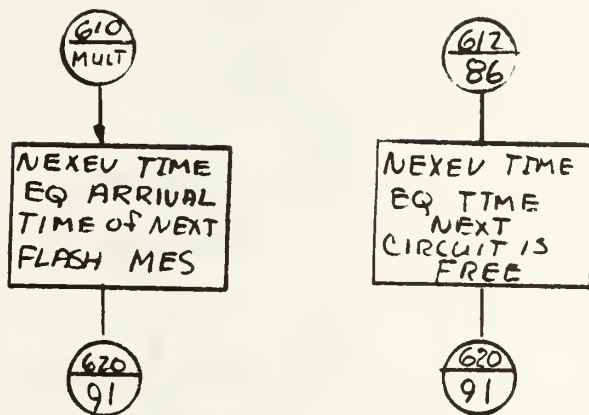 610
MULT
NEXEV TIME
EQ ARRIVAL
TIME OF NEXT
FLASH MES
620
91
612
86
NEXEV TIME
EQ TIME
NEXT
CIRCUIT IS
FREE
620
91